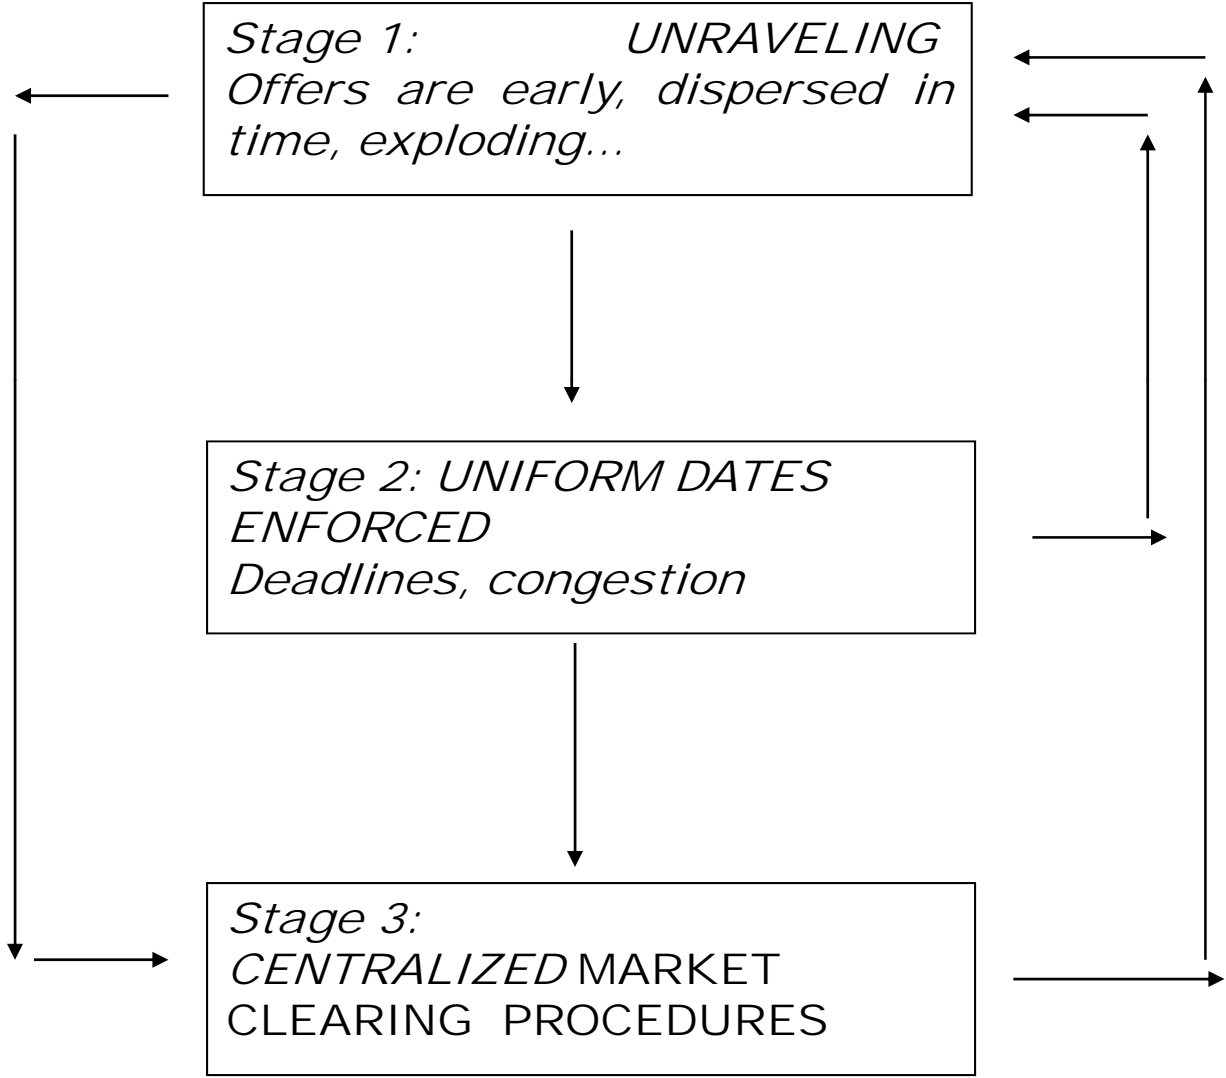 Stage 1: UNRAVELING
Offers are early, dispersed in
time, exploding...
Stage 2: UNIFORM DATES
ENFORCED
Deadlines, congestion
Stage 3:
CENTRALIZED MARKET
CLEARING PROCEDURES